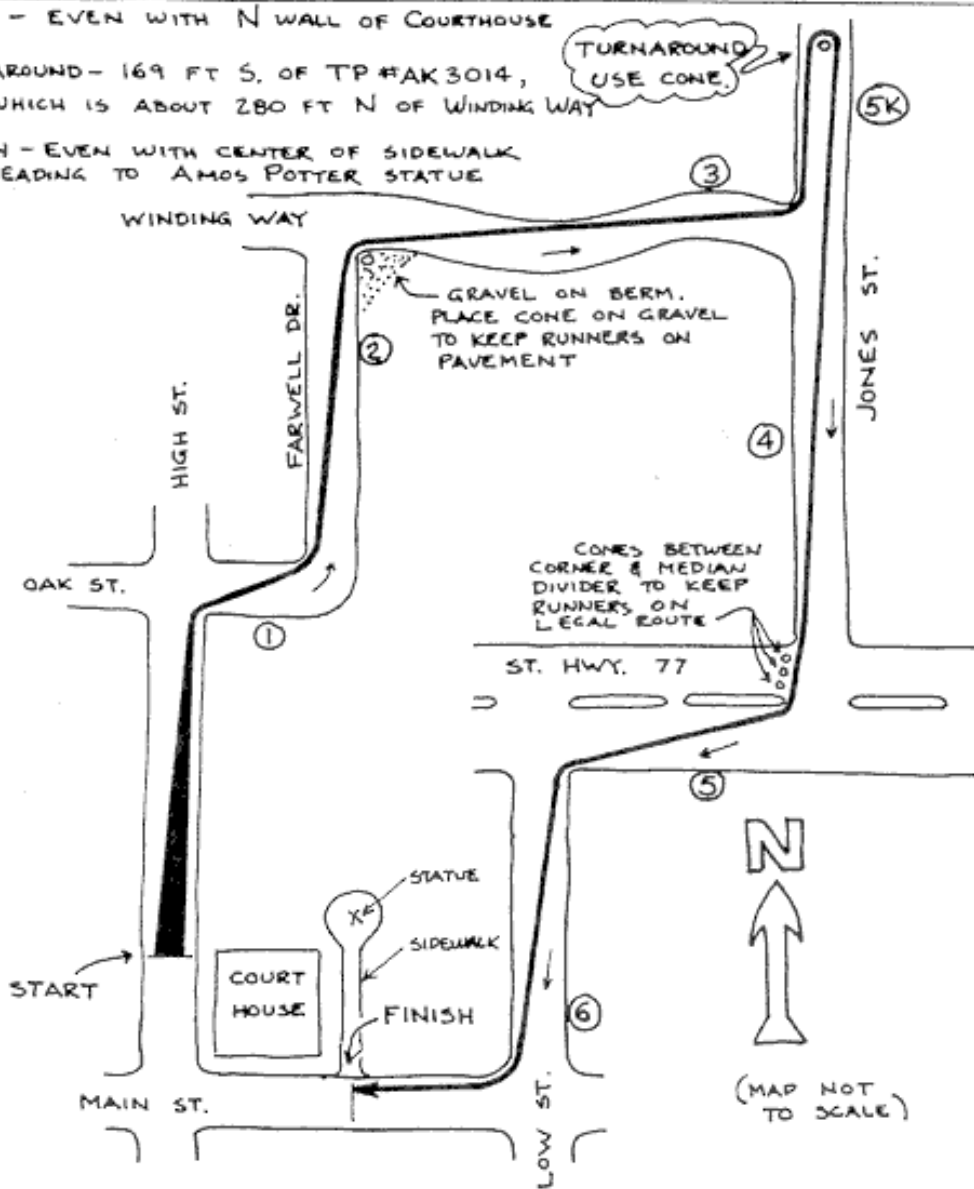 - EVEN WITH N WALL OF COURTHOUSE
AROUND - 169 FT S. OF TP #AK3014,
WHICH IS ABOUT 280 FT N OF WINDING WAY
- EVEN WITH CENTER OF SIDEWALK
LEADING TO AMOS POTTER STATUE
TURNAROUND
USE CONE.
5K
3
WINDING WAY
GRAVEL ON BERM.
PLACE CONE ON GRAVEL
TO KEEP RUNNERS ON
PAVEMENT
2
FARWELL DR.
HIGH ST.
JONES ST.
4
CONES BETWEEN
CORNER & MEDIAN
DIVIDER TO KEEP
RUNNERS ON
LEGAL ROUTE
OAK ST.
1
ST. HWY. 77
5
N
STATUE
X
SIDEWALK
START
COURT
HOUSE
FINISH
6
MAIN ST.
LOW ST.
(MAP NOT
TO SCALE)